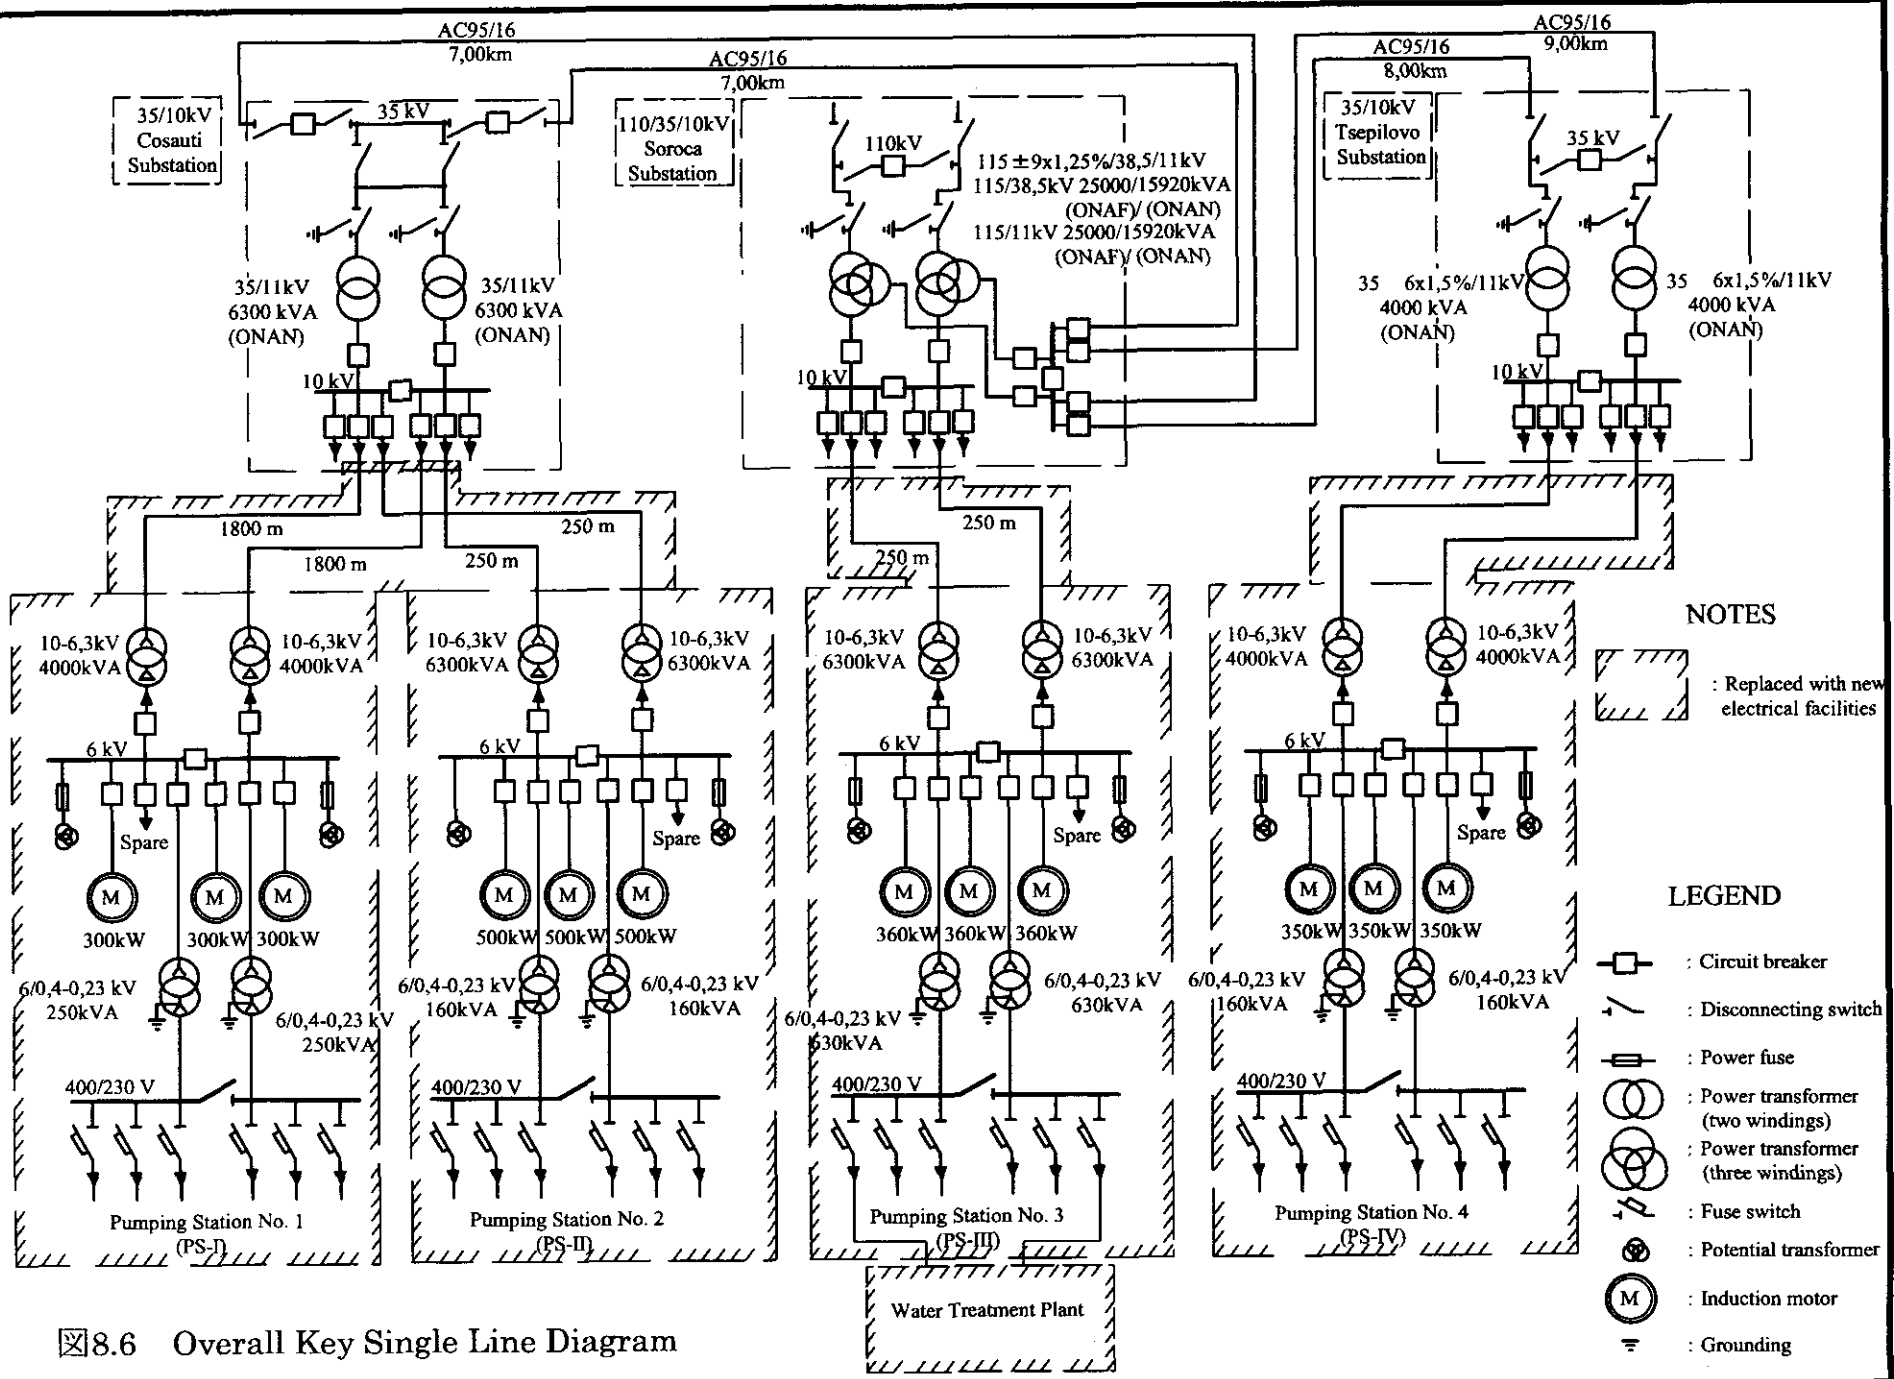 AC95/16
7,00km
AC95/16
7,00km
AC95/16
9,00km
AC95/16
8,00km
35/10kV
Cosauti
Substation
35 kV
35/11kV
6300 kVA
(ONAN)
35/11kV
6300 kVA
(ONAN)
10 kV
110/35/10kV
Soroca
Substation
110kV
115±9x1,25%/38,5/11kV
115/38,5kV 25000/15920kVA
(ONAF)/ (ONAN)
115/11kV 25000/15920kVA
(ONAF)/ (ONAN)
10 kV
35/10kV
Tsepilovo
Substation
35 kV
35 6x1,5%/11kV
4000 kVA
(ONAN)
35 6x1,5%/11kV
4000 kVA
(ONAN)
10 kV
1800 m
250 m
1800 m
250 m
250 m
250 m
10-6,3kV
4000kVA
10-6,3kV
4000kVA
6 kV
Spare
M
M
M
300kW
300kW
300kW
6/0,4-0,23 kV
250kVA
6/0,4-0,23 kV
250kVA
400/230 V
Pumping Station No. 1
(PS-I)
10-6,3kV
6300kVA
10-6,3kV
6300kVA
6 kV
Spare
M
M
M
500kW
500kW
500kW
6/0,4-0,23 kV
160kVA
6/0,4-0,23 kV
160kVA
400/230 V
Pumping Station No. 2
(PS-II)
10-6,3kV
6300kVA
10-6,3kV
6300kVA
6 kV
Spare
M
M
M
360kW
360kW
360kW
6/0,4-0,23 kV
630kVA
6/0,4-0,23 kV
630kVA
400/230 V
Pumping Station No. 3
(PS-III)
Water Treatment Plant
10-6,3kV
4000kVA
10-6,3kV
4000kVA
6 kV
Spare
M
M
M
350kW
350kW
350kW
6/0,4-0,23 kV
160kVA
6/0,4-0,23 kV
160kVA
400/230 V
Pumping Station No. 4
(PS-IV)
NOTES
: Replaced with new
electrical facilities
LEGEND
: Circuit breaker
: Disconnecting switch
: Power fuse
: Power transformer
(two windings)
: Power transformer
(three windings)
: Fuse switch
: Potential transformer
M : Induction motor
: Grounding
図8.6 Overall Key Single Line Diagram